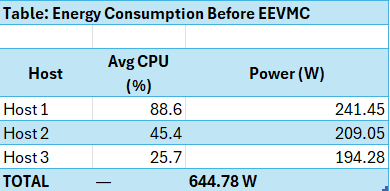 Table: Energy Consumption Before EEVMC
Host Avg CPU (%) Power (W)
Host 1 88.6 241.45
Host 2 45.4 209.05
Host 3 25.7 194.28
TOTAL — 644.78 W